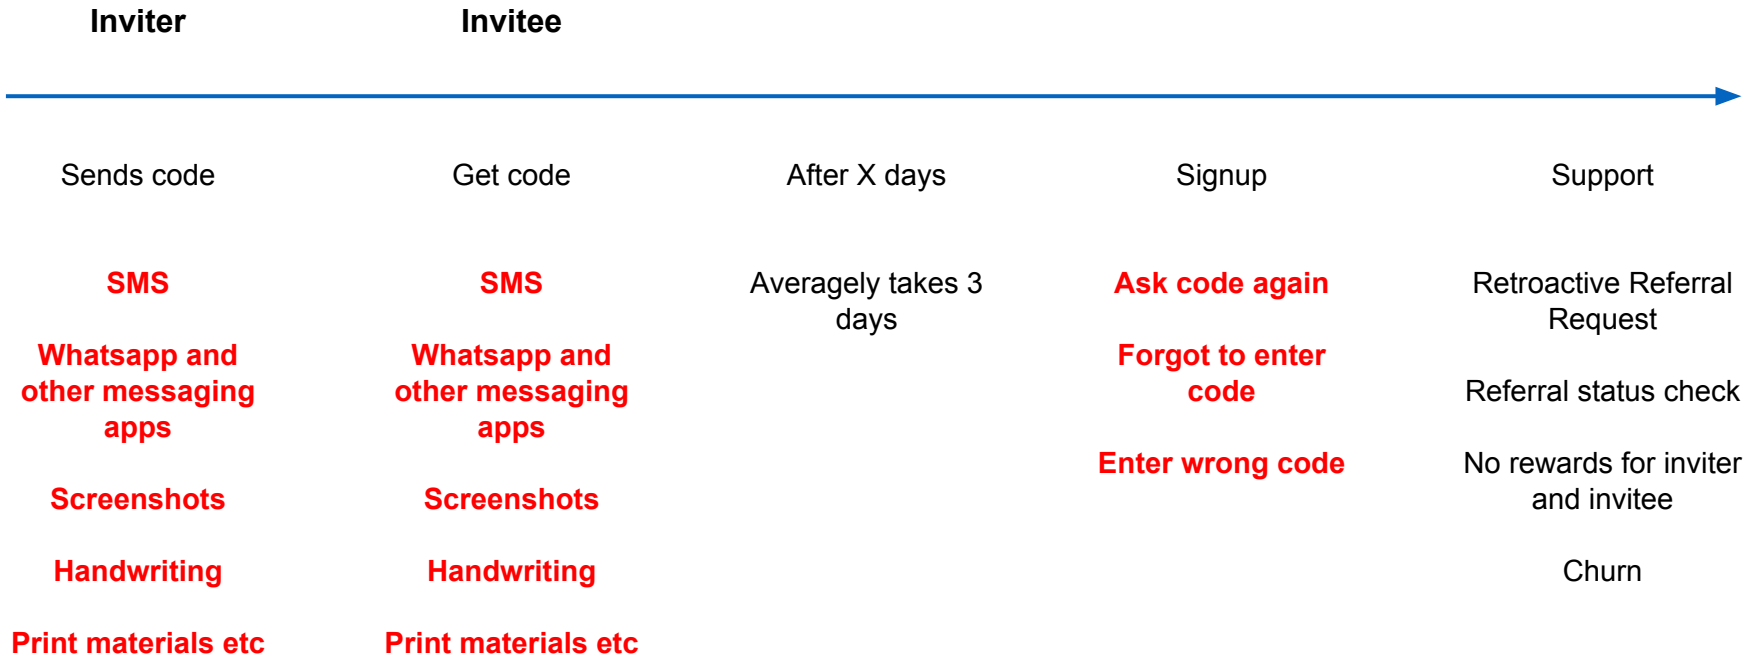 Inviter
Invitee
Sends code
Get code
After X days
Signup
Support
SMS
Whatsapp and
other messaging
apps
Screenshots
Handwriting
Print materials etc
SMS
Whatsapp and
other messaging
apps
Screenshots
Handwriting
Print materials etc
Averagely takes 3
days
Ask code again
Forgot to enter
code
Enter wrong code
Retroactive Referral
Request
Referral status check
No rewards for inviter
and invitee
Churn